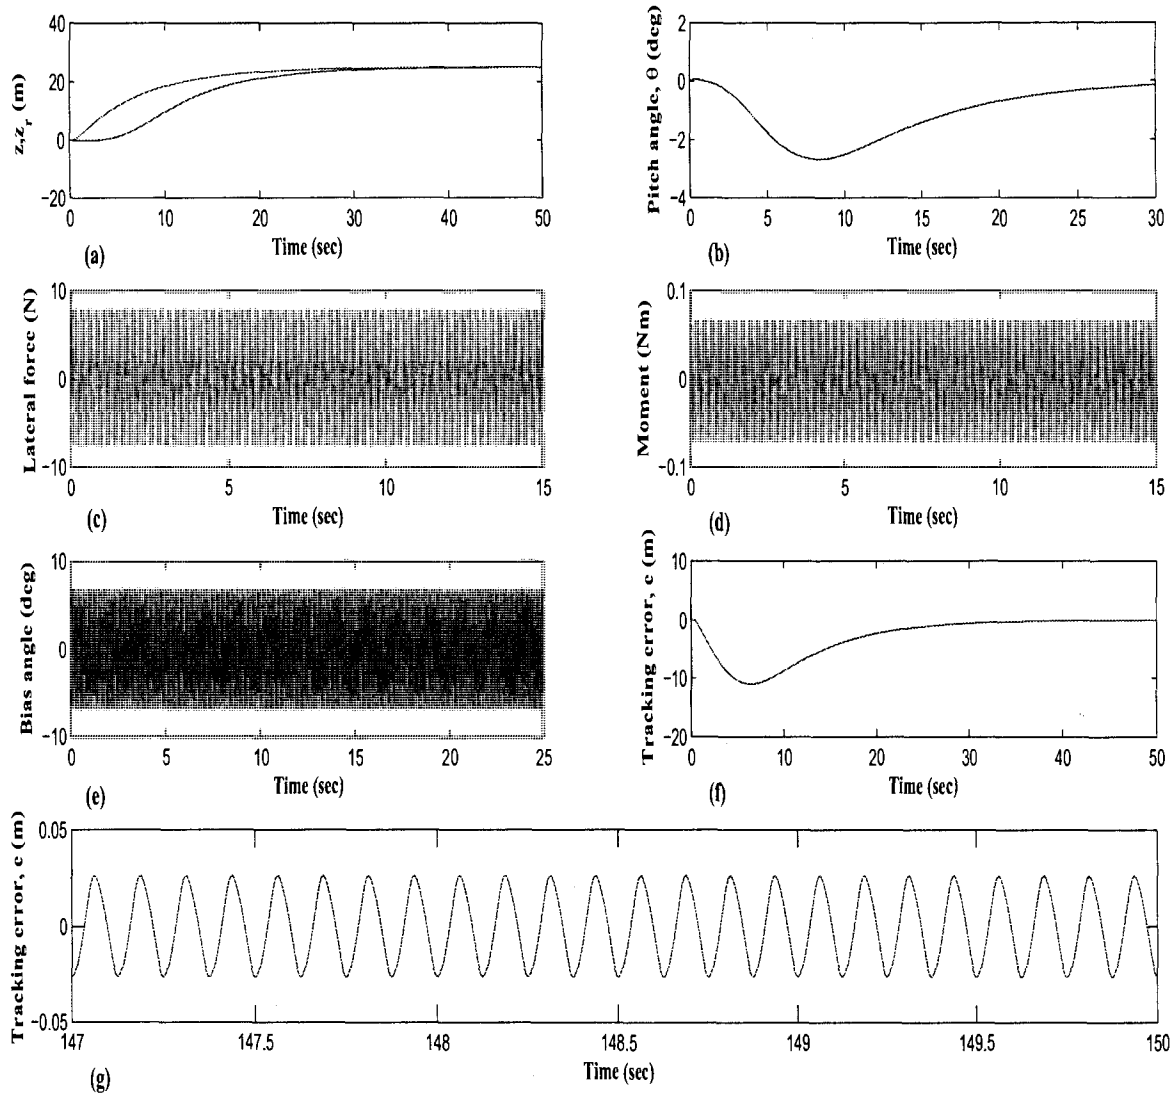 40
20
0
−20
z,z_r (m)
0 10 20 30 40 50
Time (sec)
(a)
2
0
−2
−4
Pitch angle, θ (deg)
0 5 10 15 20 25 30
Time (sec)
(b)
10
0
−10
Lateral force (N)
0 5 10 15
Time (sec)
(c)
0.1
0
−0.1
Moment (Nm)
0 5 10 15
Time (sec)
(d)
10
0
−10
Bias angle (deg)
0 5 10 15 20 25
Time (sec)
(e)
10
0
−10
−20
Tracking error, e (m)
0 10 20 30 40 50
Time (sec)
(f)
0.05
0
−0.05
Tracking error, e (m)
147 147.5 148 148.5 149 149.5 150
Time (sec)
(g)